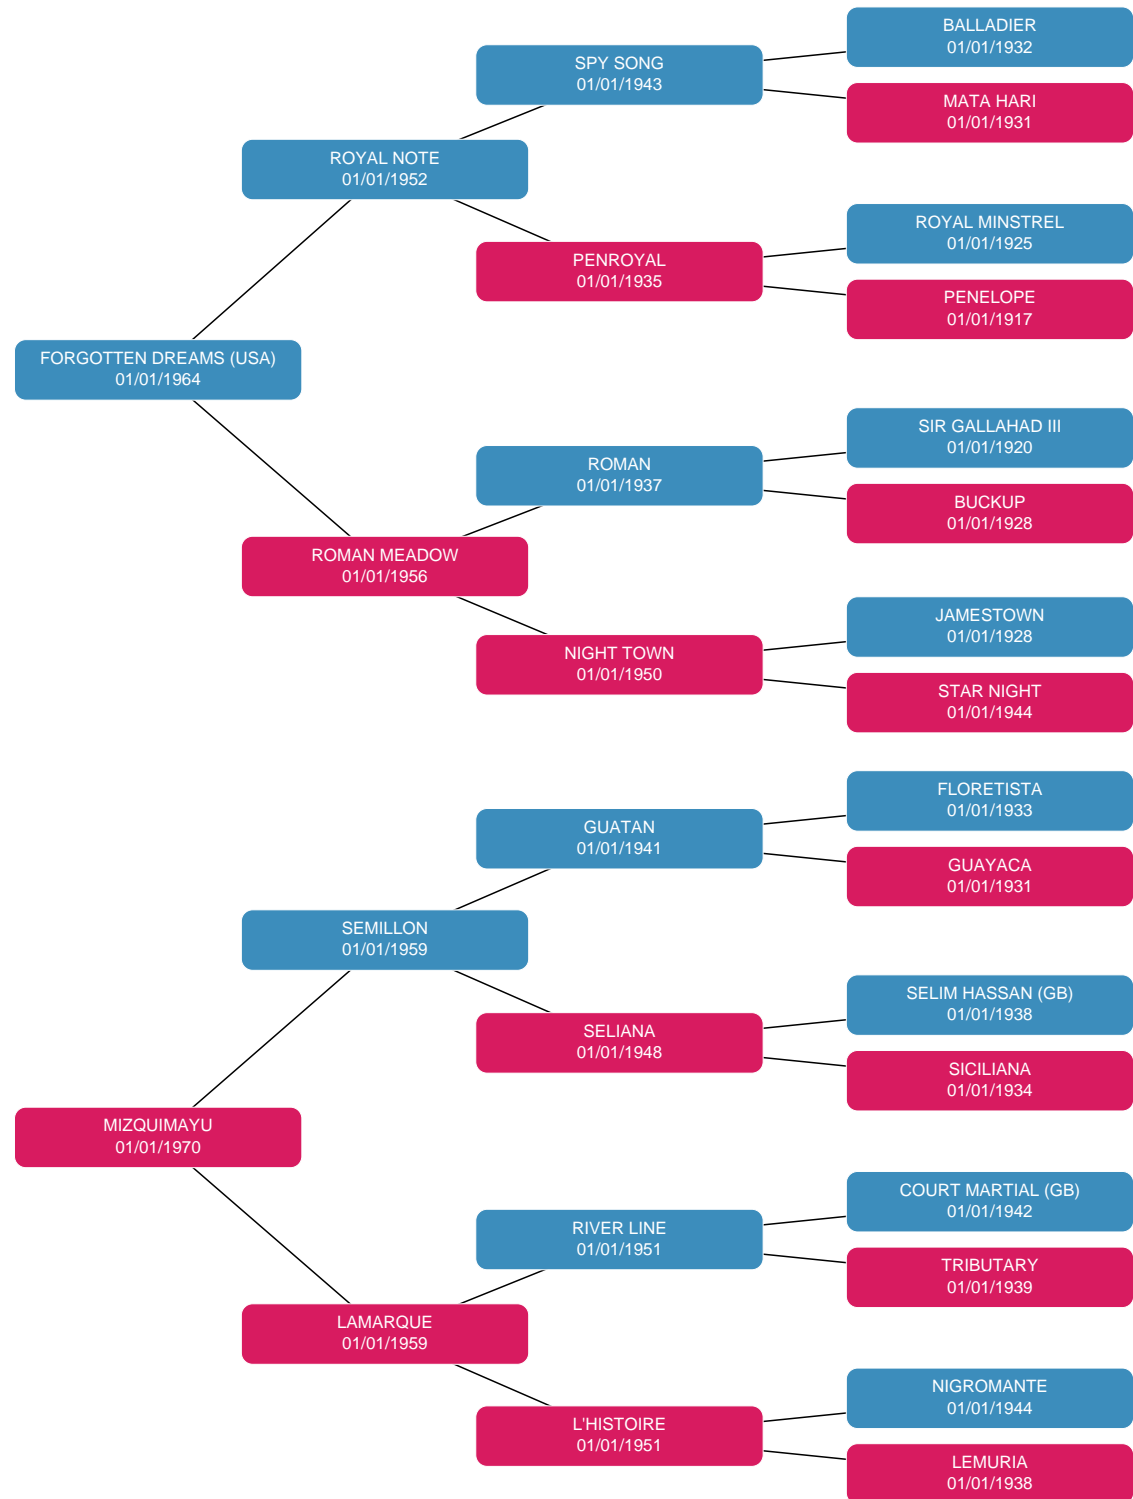 BALLADIER
01/01/1932
SPY SONG
01/01/1943
MATA HARI
01/01/1931
ROYAL NOTE
01/01/1952
ROYAL MINSTREL
01/01/1925
PENROYAL
01/01/1935
PENELOPE
01/01/1917
FORGOTTEN DREAMS (USA)
01/01/1964
SIR GALLAHAD III
01/01/1920
ROMAN
01/01/1937
BUCKUP
01/01/1928
ROMAN MEADOW
01/01/1956
JAMESTOWN
01/01/1928
NIGHT TOWN
01/01/1950
STAR NIGHT
01/01/1944
FLORETISTA
01/01/1933
GUATAN
01/01/1941
GUAYACA
01/01/1931
SEMILLON
01/01/1959
SELIM HASSAN (GB)
01/01/1938
SELIANA
01/01/1948
SICILIANA
01/01/1934
MIZQUIMAYU
01/01/1970
COURT MARTIAL (GB)
01/01/1942
RIVER LINE
01/01/1951
TRIBUTARY
01/01/1939
LAMARQUE
01/01/1959
NIGROMANTE
01/01/1944
L'HISTOIRE
01/01/1951
LEMURIA
01/01/1938